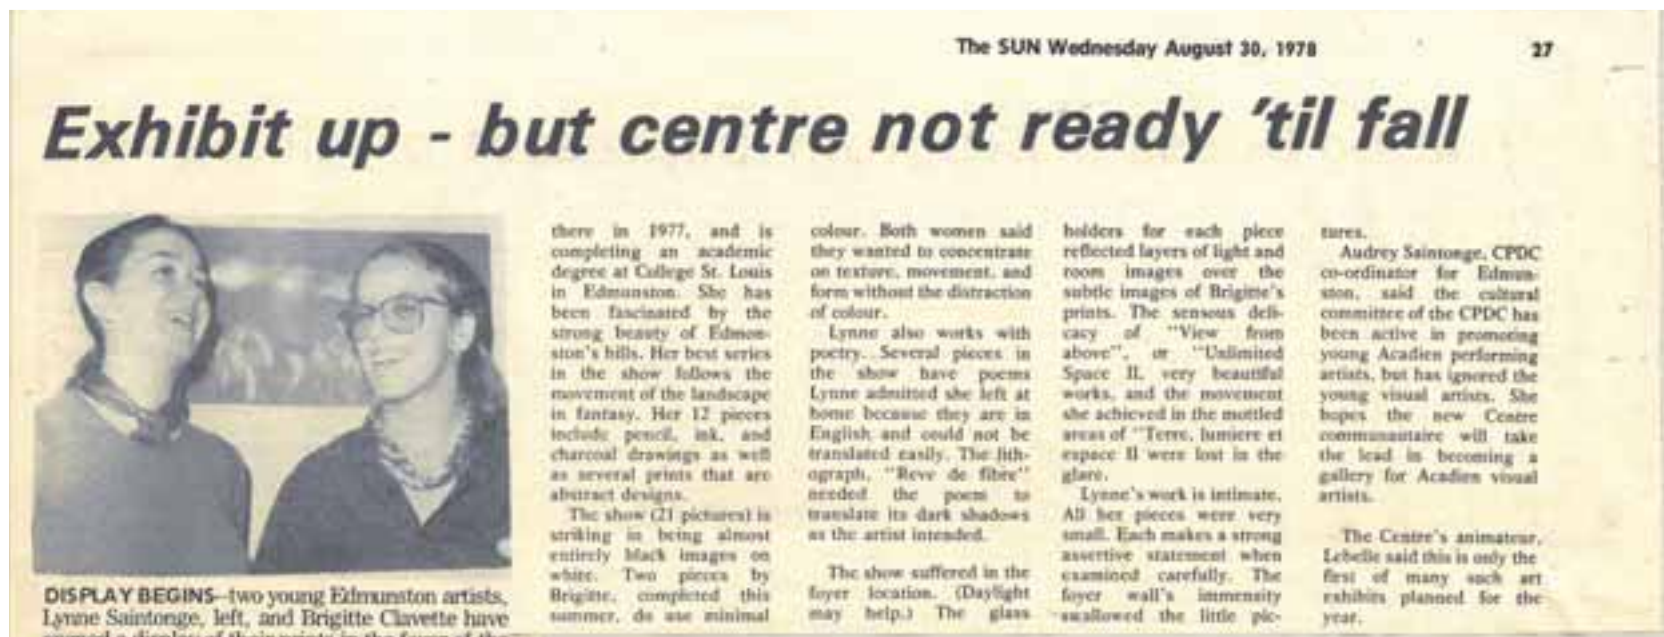 The SUN Wednesday August 30, 1978 27
Exhibit up - but centre not ready 'til fall
DISPLAY BEGINS—two young Edmunston artists,
Lynne Saintonge, left, and Brigitte Clavette have
opened a display of their prints in the foyer of the
there in 1977, and is
completing an academic
degree at College St. Louis
in Edmunston. She has
been fascinated by the
strong beauty of Edmon-
ston's hills. Her best series
in the show follows the
movement of the landscape
in fantasy. Her 12 pieces
include pencil, ink, and
charcoal drawings as well
as several prints that are
abstract designs.
The show (21 pictures) is
striking in being almost
entirely black images on
white. Two pieces by
Brigitte, completed this
summer, do use minimal
colour. Both women said
they wanted to concentrate
on texture, movement, and
form without the distraction
of colour.
Lynne also works with
poetry. Several pieces in
the show have poems
Lynne admitted she left at
home because they are in
English and could not be
translated easily. The lith-
ograph, "Reve de fibre"
needed the poem to
translate its dark shadows
as the artist intended.
The show suffered in the
foyer location. (Daylight
may help.) The glass
holders for each piece
reflected layers of light and
room images over the
subtle images of Brigitte's
prints. The sensous deli-
cacy of "View from
above", or "Unlimited
Space II, very beautiful
works, and the movement
she achieved in the mottled
areas of "Terre, lumiere et
espace II were lost in the
glare.
Lynne's work is intimate.
All her pieces were very
small. Each makes a strong
assertive statement when
examined carefully. The
foyer wall's immensity
swallowed the little pic-
tures.
Audrey Saintonge, CPDC
co-ordinator for Edmun-
ston, said the cultural
committee of the CPDC has
been active in promoting
young Acadien performing
artists, but has ignored the
young visual artists. She
hopes the new Centre
communautaire will take
the lead in becoming a
gallery for Acadien visual
artists.
The Centre's animateur,
Lebelle said this is only the
first of many such art
exhibits planned for the
year.